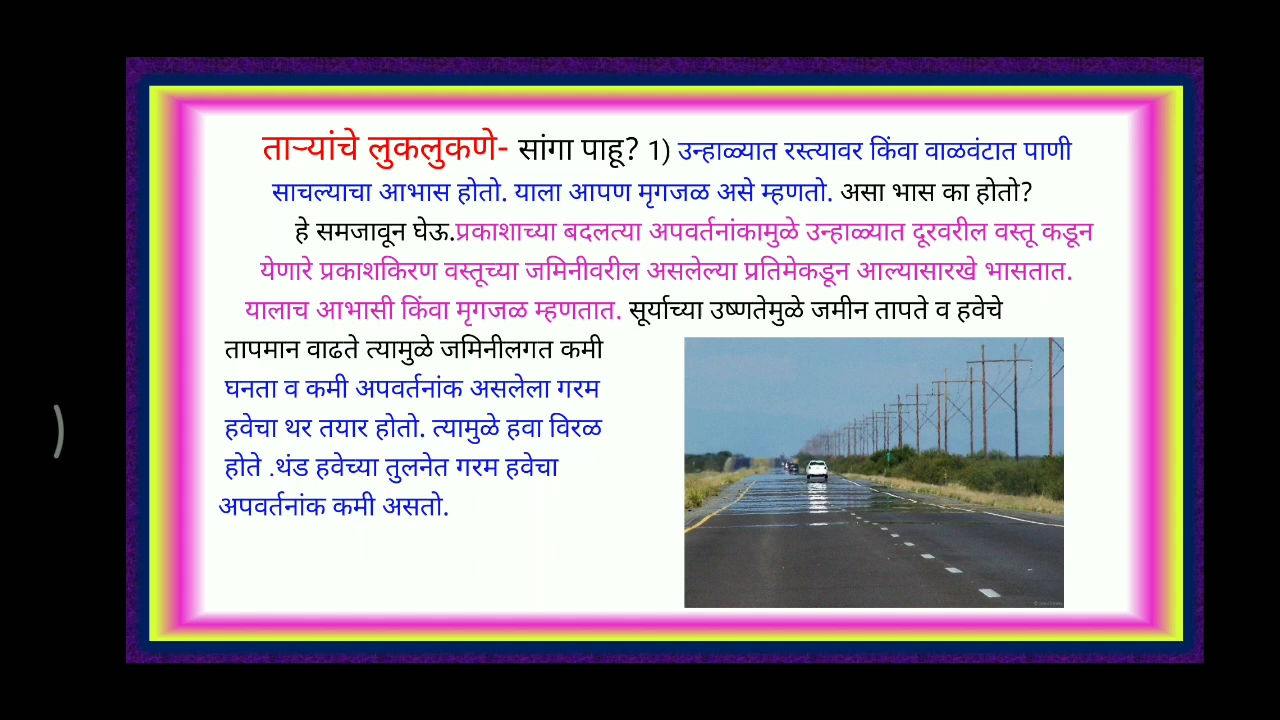 ताऱ्यांचे लुकलुकणे- सांगा पाहू? 1) उन्हाळ्यात रस्त्यावर किंवा वाळवंटात पाणी
साचल्याचा आभास होतो. याला आपण मृगजळ असे म्हणतो. असा भास का होतो?
हे समजावून घेऊ.प्रकाशाच्या बदलत्या अपवर्तनांकामुळे उन्हाळ्यात दूरवरील वस्तू कडून
येणारे प्रकाशकिरण वस्तूच्या जमिनीवरील असलेल्या प्रतिमेकडून आल्यासारखे भासतात.
यालाच आभासी किंवा मृगजळ म्हणतात. सूर्याच्या उष्णतेमुळे जमीन तापते व हवेचे
तापमान वाढते त्यामुळे जमिनीलगत कमी
घनता व कमी अपवर्तनांक असलेला गरम
हवेचा थर तयार होतो. त्यामुळे हवा विरळ
होते .थंड हवेच्या तुलनेत गरम हवेचा
अपवर्तनांक कमी असतो.